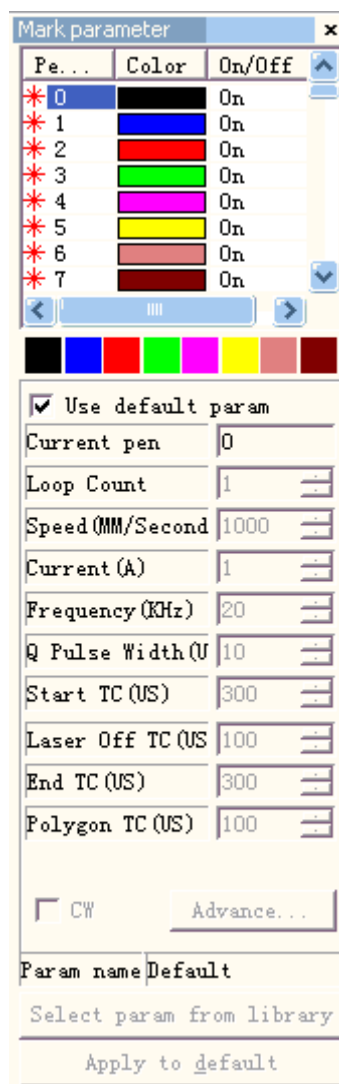 Mark parameter x
Pe... Color On/Off
0 On
1 On
2 On
3 On
4 On
5 On
6 On
7 On
Use default param
Current pen 0
Loop Count 1
Speed(MM/Second 1000
Current(A) 1
Frequency(KHz) 20
Q Pulse Width(U 10
Start TC(US) 300
Laser Off TC(US 100
End TC(US) 300
Polygon TC(US) 100
CW Advance...
Param name Default
Select param from library
Apply to default